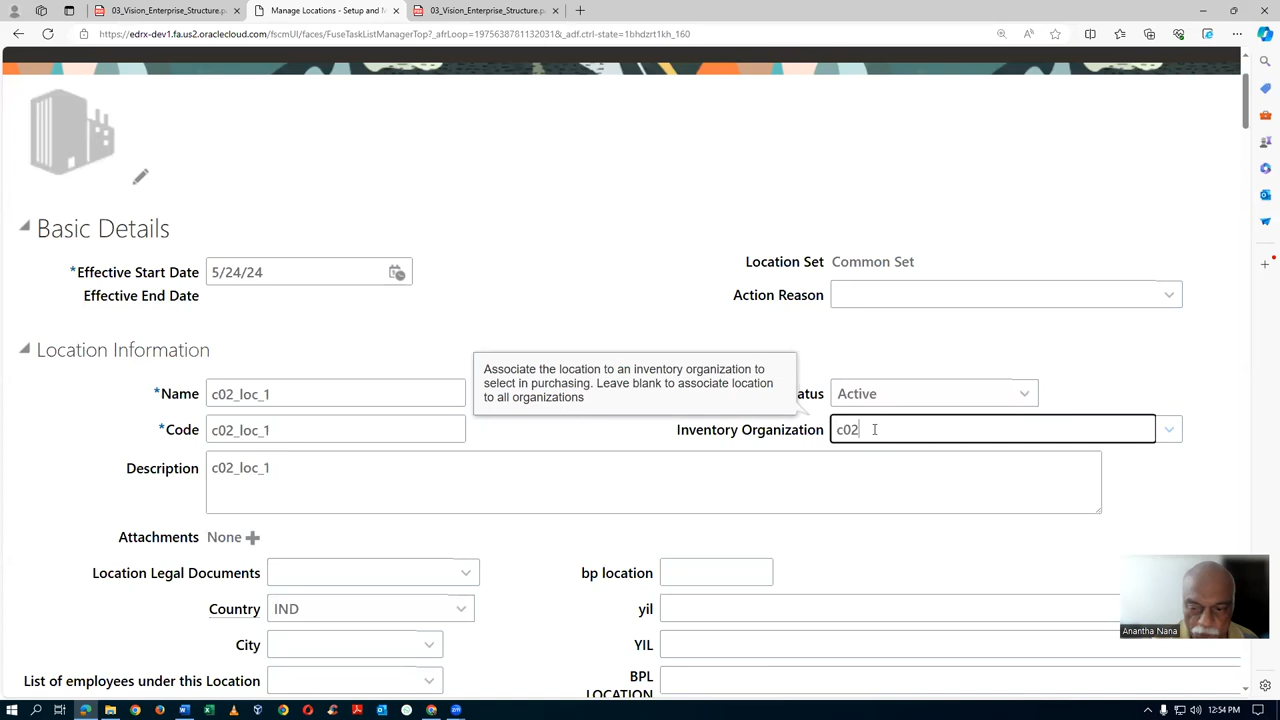 03_Vision_Enterprise_Structure.p
Manage Locations - Setup and M
03_Vision_Enterprise_Structure.p
https://edrx-dev1.fa.us2.oraclecloud.com/fscmUI/faces/FuseTaskListManagerTop?_afrLoop=1975638781132031&_adf.ctrl-state=1bhdzrt1kh_160
Basic Details
*Effective Start Date 5/24/24
Effective End Date
Location Set Common Set
Action Reason
Location Information
Associate the location to an inventory organization to
select in purchasing. Leave blank to associate location
to all organizations
*Name c02_loc_1
atus Active
*Code c02_loc_1
Inventory Organization c02
Description c02_loc_1
Attachments None
Location Legal Documents
bp location
Country IND
yil
City
YIL
List of employees under this Location
BPL
LOCATION
Anantha Nana
12:54 PM